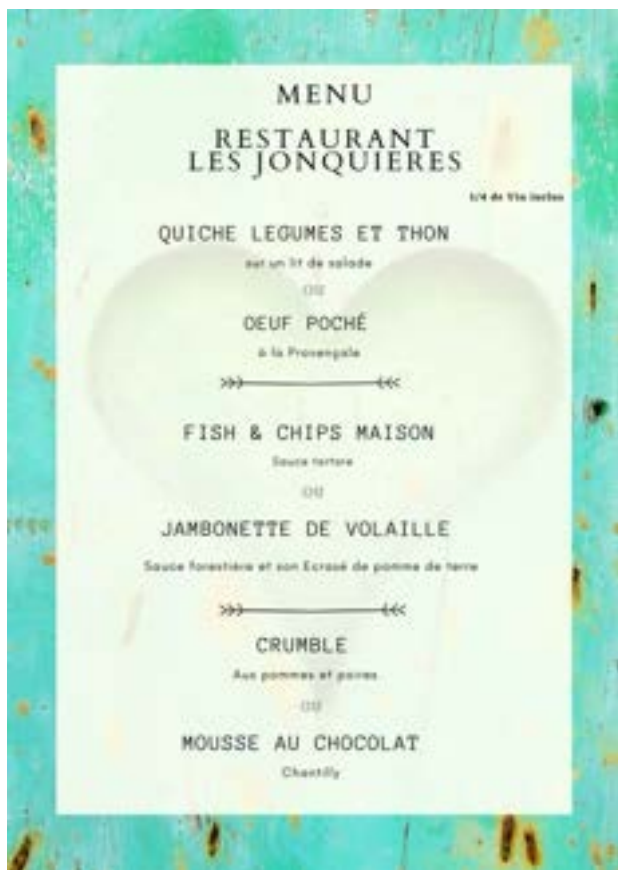 MENU
RESTAURANT
LES JONQUIERES
1/4 de Vin inclus
QUICHE LEGUMES ET THON
sur un lit de salade
OU
OEUF POCHÉ
à la Provençale
FISH & CHIPS MAISON
Sauce tartare
OU
JAMBONETTE DE VOLAILLE
Sauce forestière et son Ecrasé de pomme de terre
CRUMBLE
Aux pommes et poires
OU
MOUSSE AU CHOCOLAT
Chantilly